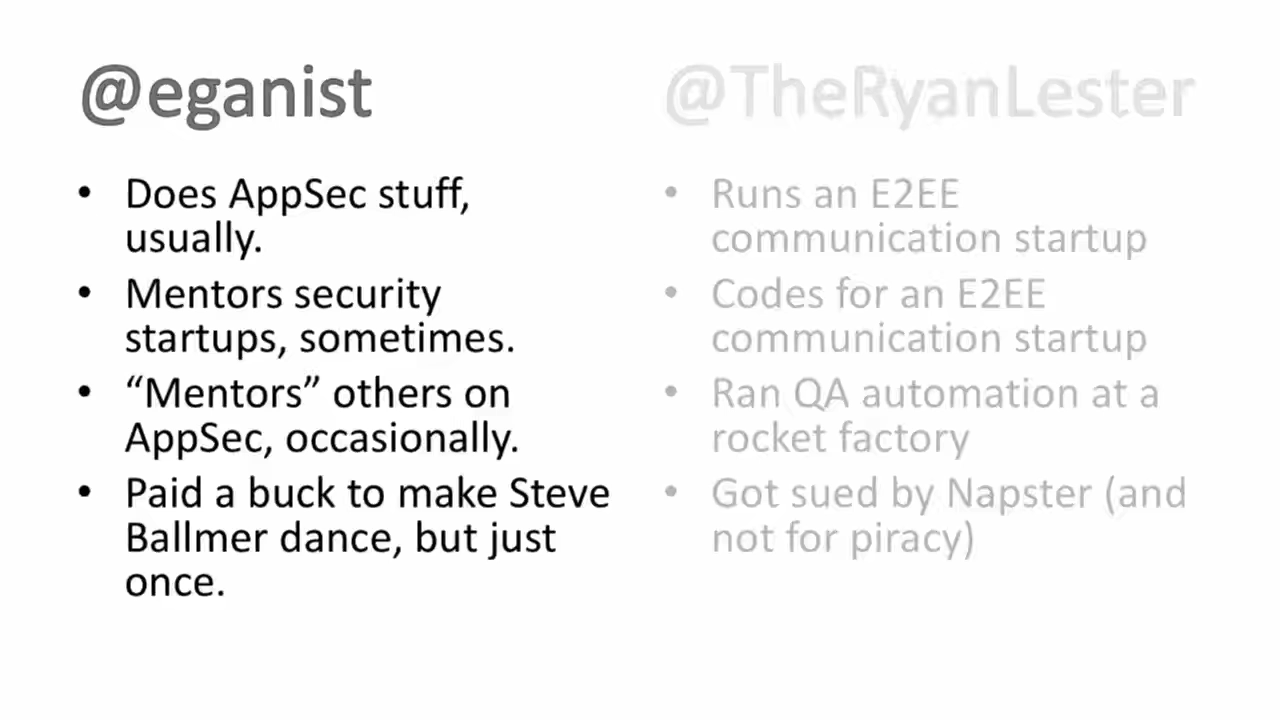 @eganist
• Does AppSec stuff,
usually.
• Mentors security
startups, sometimes.
• “Mentors” others on
AppSec, occasionally.
• Paid a buck to make Steve
Ballmer dance, but just
once.
@TheRyanLester
• Runs an E2EE
communication startup
• Codes for an E2EE
communication startup
• Ran QA automation at a
rocket factory
• Got sued by Napster (and
not for piracy)